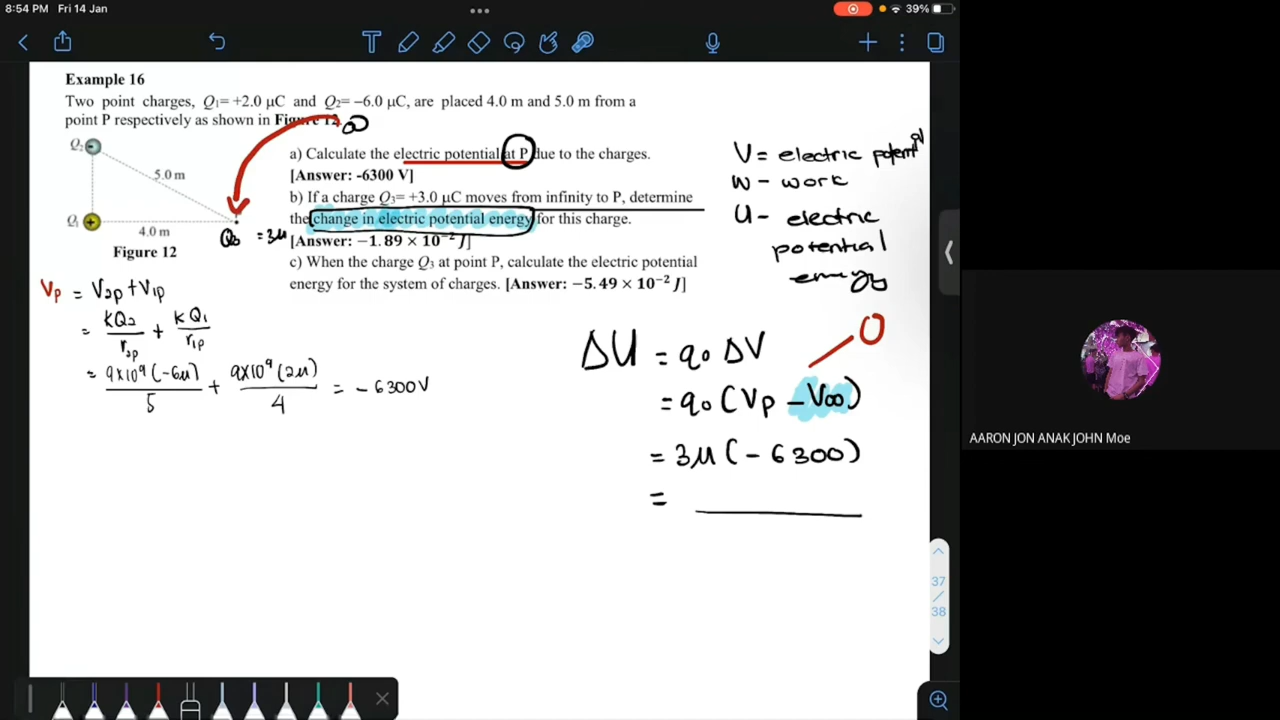 8:54 PM Fri 14 Jan
39%
Example 16
Two point charges, Q₁= +2.0 μC and Q₂= −6.0 μC, are placed 4.0 m and 5.0 m from a
point P respectively as shown in Figure 12
∞
Q₂
5.0 m
Q₁
4.0 m
Q₀ = 3μ
Figure 12
a) Calculate the electric potential at P due to the charges.
[Answer: -6300 V]
b) If a charge Q₃= +3.0 μC moves from infinity to P, determine
the change in electric potential energy for this charge.
[Answer: −1.89 × 10⁻² J]
c) When the charge Q₃ at point P, calculate the electric potential
energy for the system of charges. [Answer: −5.49 × 10⁻² J]
V = electric potential
W - work
U - electric
potential
energy
Vp = V2p + V1p
= kQ2/r2p + kQ1/r1p
= 9×10⁹(-6μ)/5 + 9×10⁹(2μ)/4 = -6300V
ΔU = q₀ ΔV
0
= q₀ (Vp - V∞)
= 3μ(-6300)
=
37
/
38
AARON JON ANAK JOHN Moe